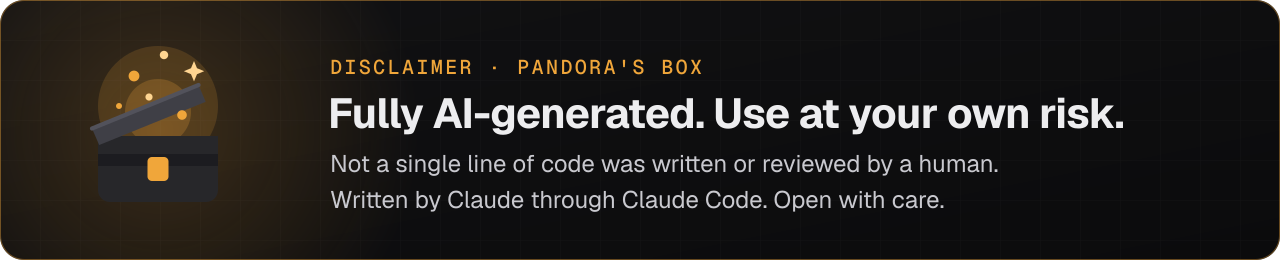 DISCLAIMER · PANDORA'S BOX
Fully AI-generated. Use at your own risk.
Not a single line of code was written or reviewed by a human.
Written by Claude through Claude Code. Open with care.